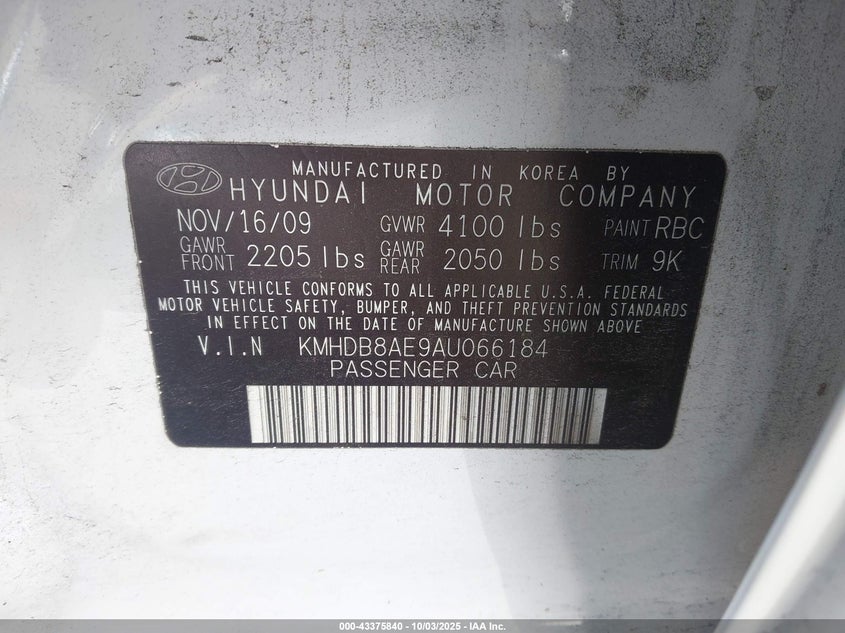 MANUFACTURED IN KOREA BY
HYUNDAI MOTOR COMPANY
NOV/16/09 GVWR 4100 lbs PAINT RBC
GAWR FRONT 2205 lbs GAWR REAR 2050 lbs TRIM 9K
THIS VEHICLE CONFORMS TO ALL APPLICABLE U.S.A. FEDERAL
MOTOR VEHICLE SAFETY, BUMPER, AND THEFT PREVENTION STANDARDS
IN EFFECT ON THE DATE OF MANUFACTURE SHOWN ABOVE
V.I.N KMHDB8AE9AU066184
PASSENGER CAR
000-43375840 - 10/03/2025 - IAA Inc.